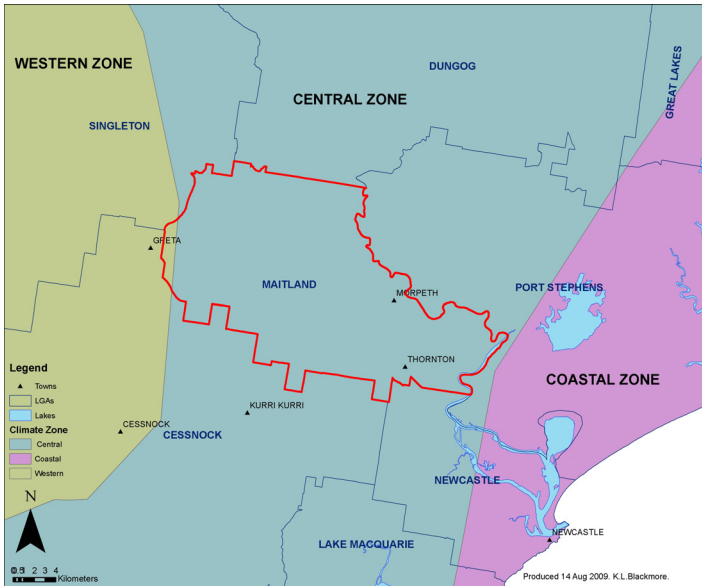 WESTERN ZONE
DUNGOG
GREAT LAKES
CENTRAL ZONE
SINGLETON
GRETA
MAITLAND
MORPETH
PORT STEPHENS
THORNTON
COASTAL ZONE
Legend
Towns
LGAs
Lakes
Climate Zone
Central
Coastal
Western
KURRI KURRI
CESSNOCK
CESSNOCK
NEWCASTLE
N
NEWCASTLE
LAKE MACQUARIE
1 2 3 4
Kilometers
Produced 14 Aug 2009. K.L.Blackmore.